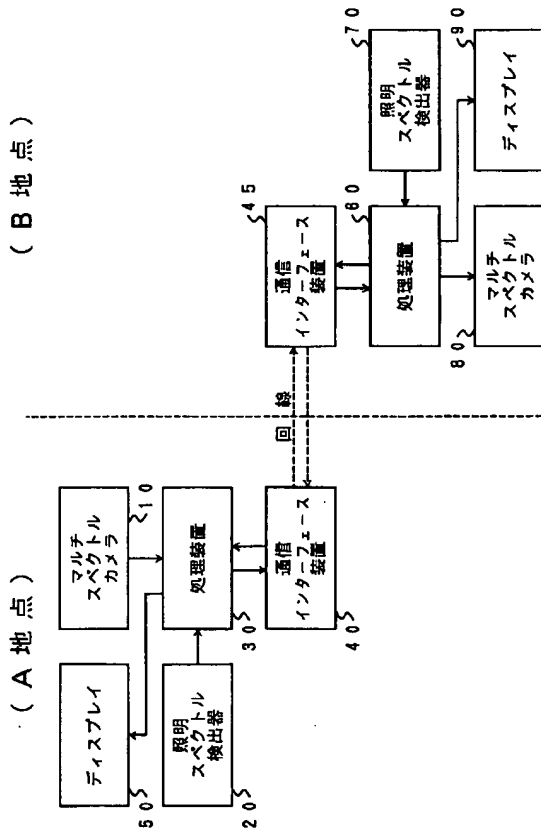 (A地点)
(B地点)
ディスプレイ
50
マルチ
スペクトル
カメラ
10
照明
スペクトル
検出器
20
処理装置
30
通信
インターフェース
装置
40
回線
通信
インターフェース
装置
45
処理装置
60
照明
スペクトル
検出器
70
マルチ
スペクトル
カメラ
80
ディスプレイ
90